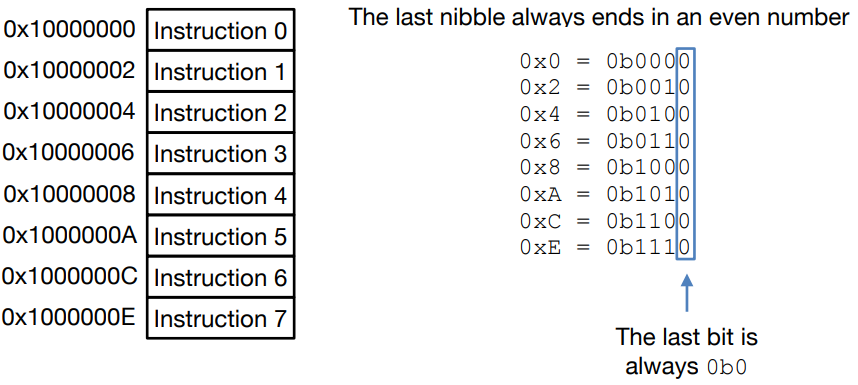 0x10000000 Instruction 0
0x10000002 Instruction 1
0x10000004 Instruction 2
0x10000006 Instruction 3
0x10000008 Instruction 4
0x1000000A Instruction 5
0x1000000C Instruction 6
0x1000000E Instruction 7
The last nibble always ends in an even number
0x0 = 0b0000
0x2 = 0b0010
0x4 = 0b0100
0x6 = 0b0110
0x8 = 0b1000
0xA = 0b1010
0xC = 0b1100
0xE = 0b1110
The last bit is
always 0b0